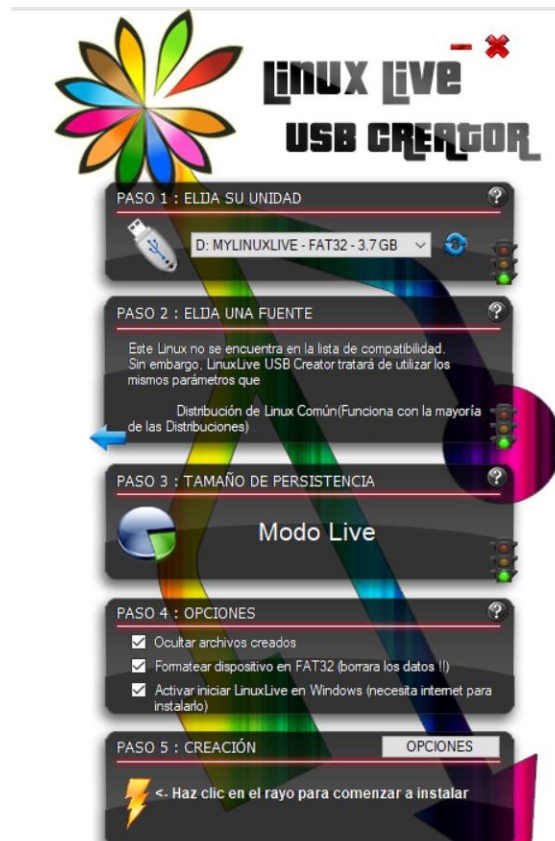 Linux Live
USB CREATOR
PASO 1 : ELIJA SU UNIDAD
?
D: MYLINUXLIVE - FAT32 - 3.7 GB
PASO 2 : ELIJA UNA FUENTE
?
Este Linux no se encuentra en la lista de compatibilidad.
Sin embargo, LinuxLive USB Creator tratará de utilizar los
mismos parámetros que
Distribución de Linux Común(Funciona con la mayoría
de las Distribuciones)
PASO 3 : TAMAÑO DE PERSISTENCIA
?
Modo Live
PASO 4 : OPCIONES
?
Ocultar archivos creados
Formatear dispositivo en FAT32 (borrara los datos !!)
Activar iniciar LinuxLive en Windows (necesita internet para
instalarlo)
PASO 5 : CREACIÓN
OPCIONES
<- Haz clic en el rayo para comenzar a instalar